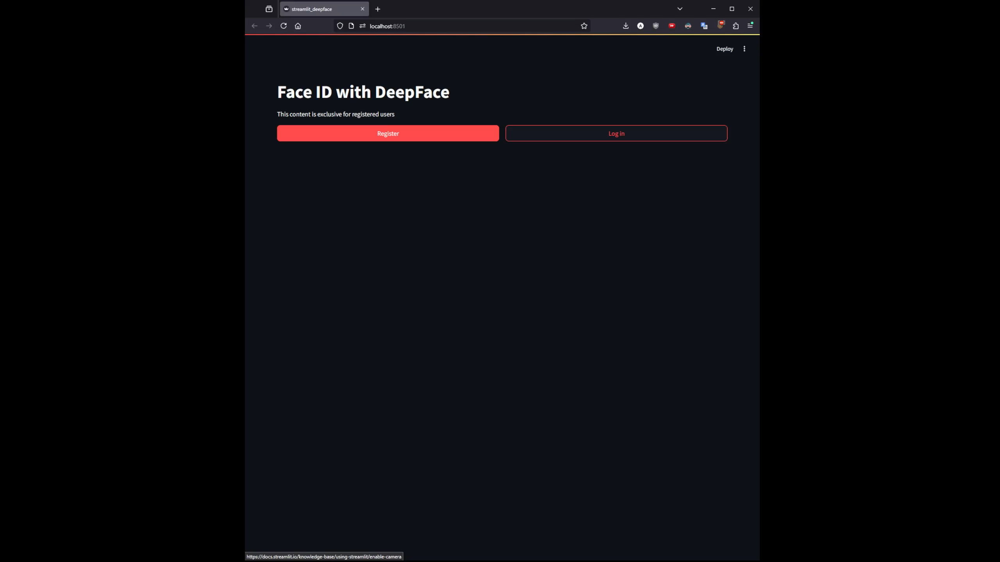 streamlit_deepface
localhost:8501
Deploy
Face ID with DeepFace
This content is exclusive for registered users
Register
Log in
https://docs.streamlit.io/knowledge-base/using-streamlit/enable-camera